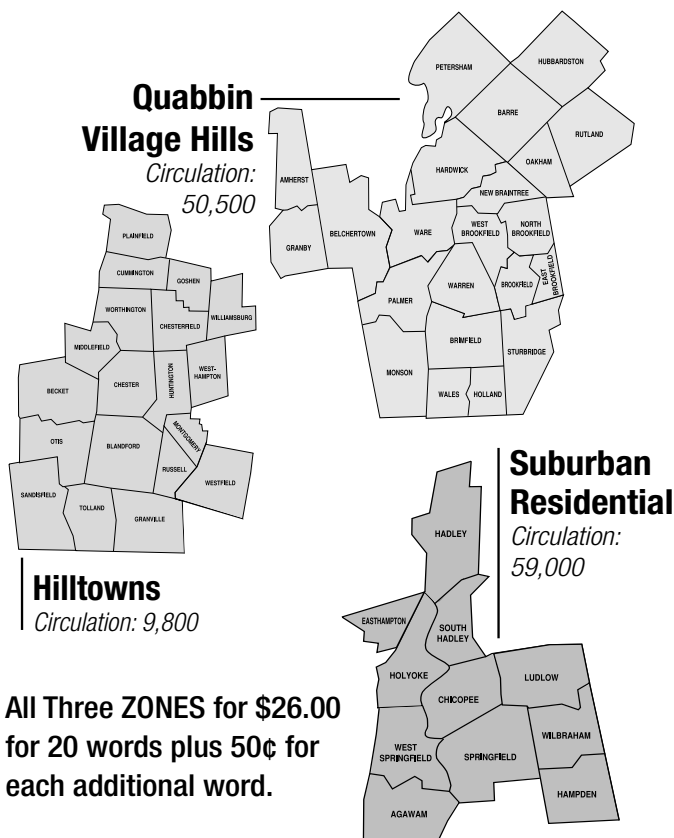 Quabbin
Village Hills
Circulation:
50,500
PETERSHAM
HUBBARDSTON
BARRE
RUTLAND
HARDWICK
OAKHAM
NEW BRAINTREE
AMHERST
GRANBY
BELCHERTOWN
WARE
WEST
BROOKFIELD
NORTH
BROOKFIELD
EAST
BROOKFIELD
BROOKFIELD
WARREN
PALMER
BRIMFIELD
STURBRIDGE
MONSON
WALES
HOLLAND
PLAINFIELD
CUMMINGTON
GOSHEN
WORTHINGTON
CHESTERFIELD
WILLIAMSBURG
MIDDLEFIELD
BECKET
CHESTER
HUNTINGTON
WEST-
HAMPTON
OTIS
BLANDFORD
MONTGOMERY
RUSSELL
WESTFIELD
SANDISFIELD
TOLLAND
GRANVILLE
Hilltowns
Circulation: 9,800
Suburban
Residential
Circulation:
59,000
HADLEY
EASTHAMPTON
SOUTH
HADLEY
HOLYOKE
CHICOPEE
LUDLOW
WEST
SPRINGFIELD
SPRINGFIELD
WILBRAHAM
HAMPDEN
AGAWAM
All Three ZONES for $26.00
for 20 words plus 50¢ for
each additional word.